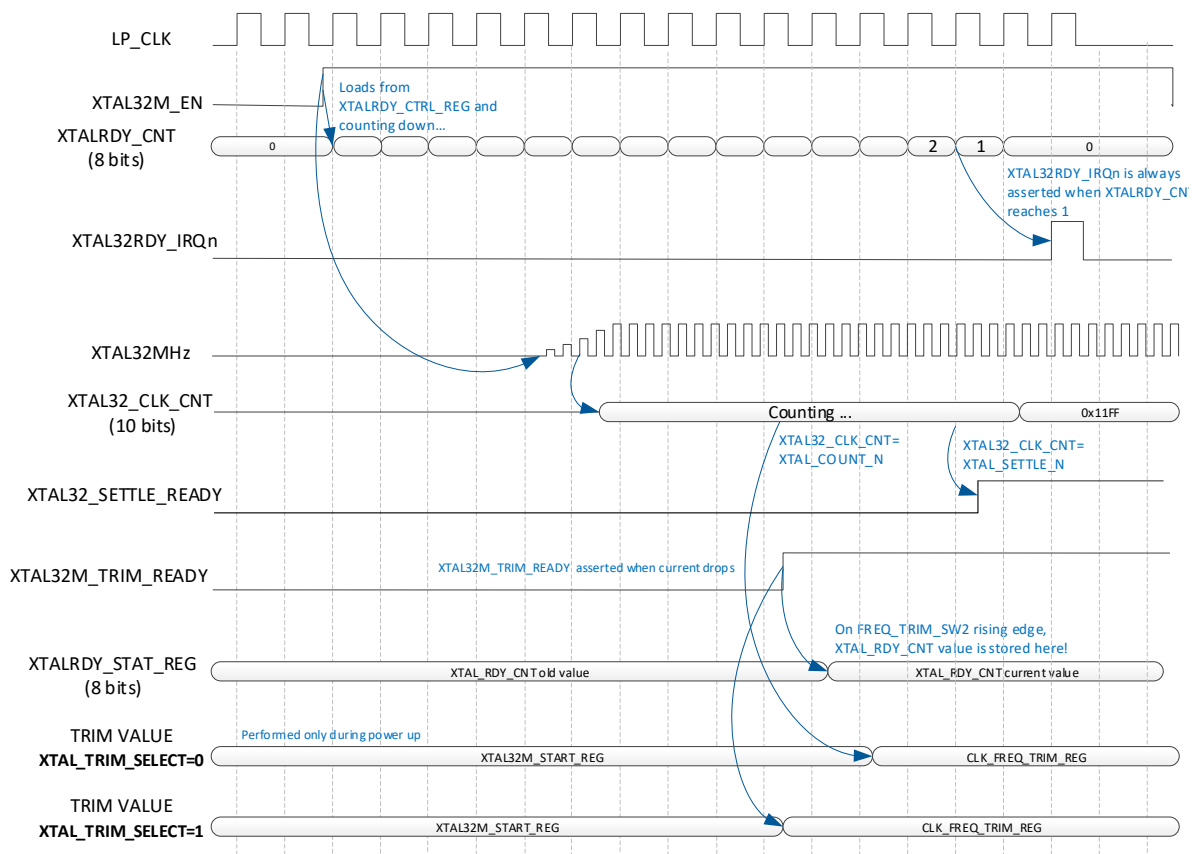 LP_CLK
XTAL32M_EN
Loads from
XTALRDY_CTRL_REG and
counting down...
XTALRDY_CNT
(8 bits)
0
2
1
0
XTAL32RDY_IRQn is always
asserted when XTALRDY_CNT
reaches 1
XTAL32RDY_IRQn
XTAL32MHz
XTAL32_CLK_CNT
(10 bits)
Counting ...
0x11FF
XTAL32_CLK_CNT=
XTAL_COUNT_N
XTAL32_CLK_CNT=
XTAL_SETTLE_N
XTAL32_SETTLE_READY
XTAL32M_TRIM_READY
XTAL32M_TRIM_READY asserted when current drops
On FREQ_TRIM_SW2 rising edge,
XTAL_RDY_CNT value is stored here!
XTALRDY_STAT_REG
(8 bits)
XTAL_RDY_CNT old value
XTAL_RDY_CNT current value
TRIM VALUE
XTAL_TRIM_SELECT=0
Performed only during power up
XTAL32M_START_REG
CLK_FREQ_TRIM_REG
TRIM VALUE
XTAL_TRIM_SELECT=1
XTAL32M_START_REG
CLK_FREQ_TRIM_REG